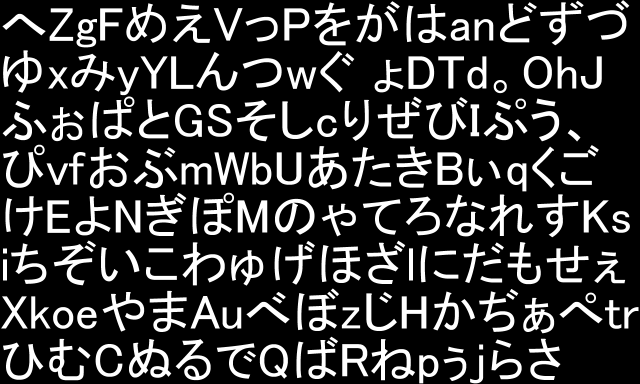 へZgFめえVっPをがはanどずづ
ゆxみyYLんつwぐ ょDTd。OhJ
ふぉぱとGSそしcりぜびIぷう、
ぴvfおぶmWbUあたきBぃqくご
けEよNぎぽMのゃてろなれすKs
iちぞいこわゅげほざlにだもせぇ
XkoeやまAuべぼzじHかぢぁぺtr
ひむCぬるでQばRねpぅjらさ